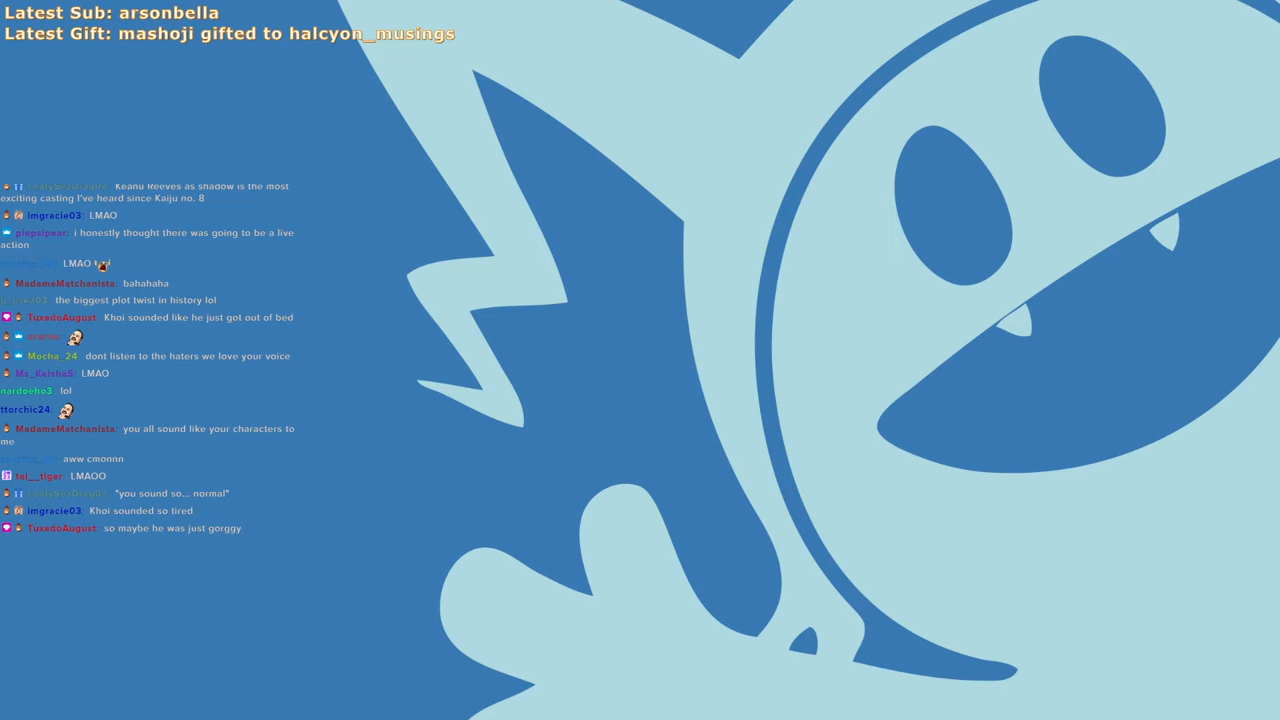 Latest Sub: arsonbella
Latest Gift: mashoji gifted to halcyon_musings
Keanu Reeves as shadow is the most
exciting casting I've heard since Kaiju no. 8
imgracie03: LMAO
piepsipear: i honestly thought there was going to be a live
action
LMAO
MadameMatchanista: bahahaha
the biggest plot twist in history lol
TuxedoAugust: Khoi sounded like he just got out of bed
Mocha_24 dont listen to the haters we love your voice
Ms_Keisha5: LMAO
nardoeho3 lol
ttorchic24:
MadameMatchanista: you all sound like your characters to
me
aww cmonnn
tai__tiger: LMAOO
"you sound so... normal"
imgracie03: Khoi sounded so tired
TuxedoAugust: so maybe he was just gorggy